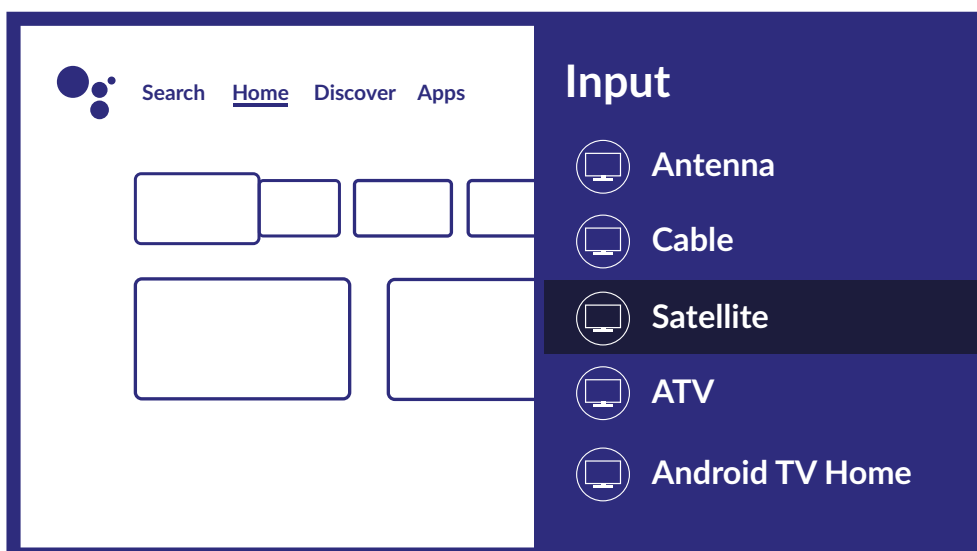 Search Home Discover Apps
Input
Antenna
Cable
Satellite
ATV
Android TV Home